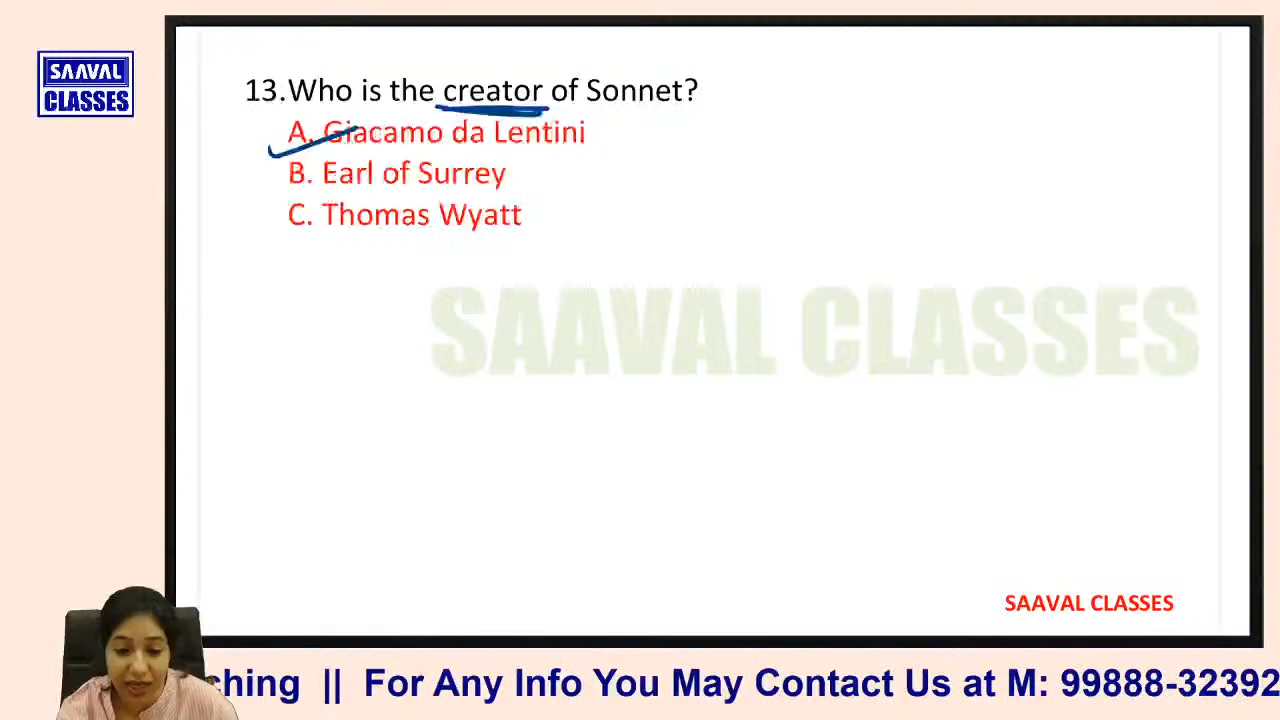 SAAVAL
CLASSES
13.Who is the creator of Sonnet?
A. Giacamo da Lentini
B. Earl of Surrey
C. Thomas Wyatt
SAAVAL CLASSES
SAAVAL CLASSES
ching || For Any Info You May Contact Us at M: 99888-32392